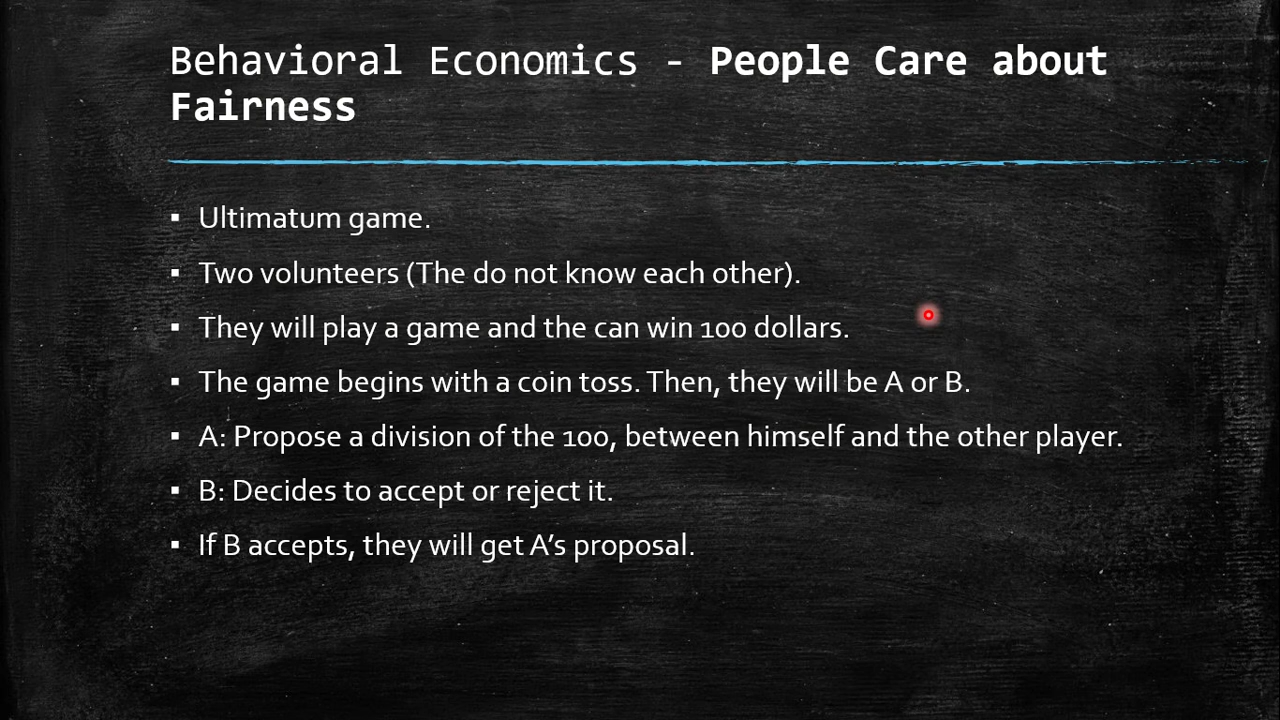 Behavioral Economics - People Care about
Fairness
▪ Ultimatum game.
▪ Two volunteers (The do not know each other).
▪ They will play a game and the can win 100 dollars.
▪ The game begins with a coin toss. Then, they will be A or B.
▪ A: Propose a division of the 100, between himself and the other player.
▪ B: Decides to accept or reject it.
▪ If B accepts, they will get A’s proposal.